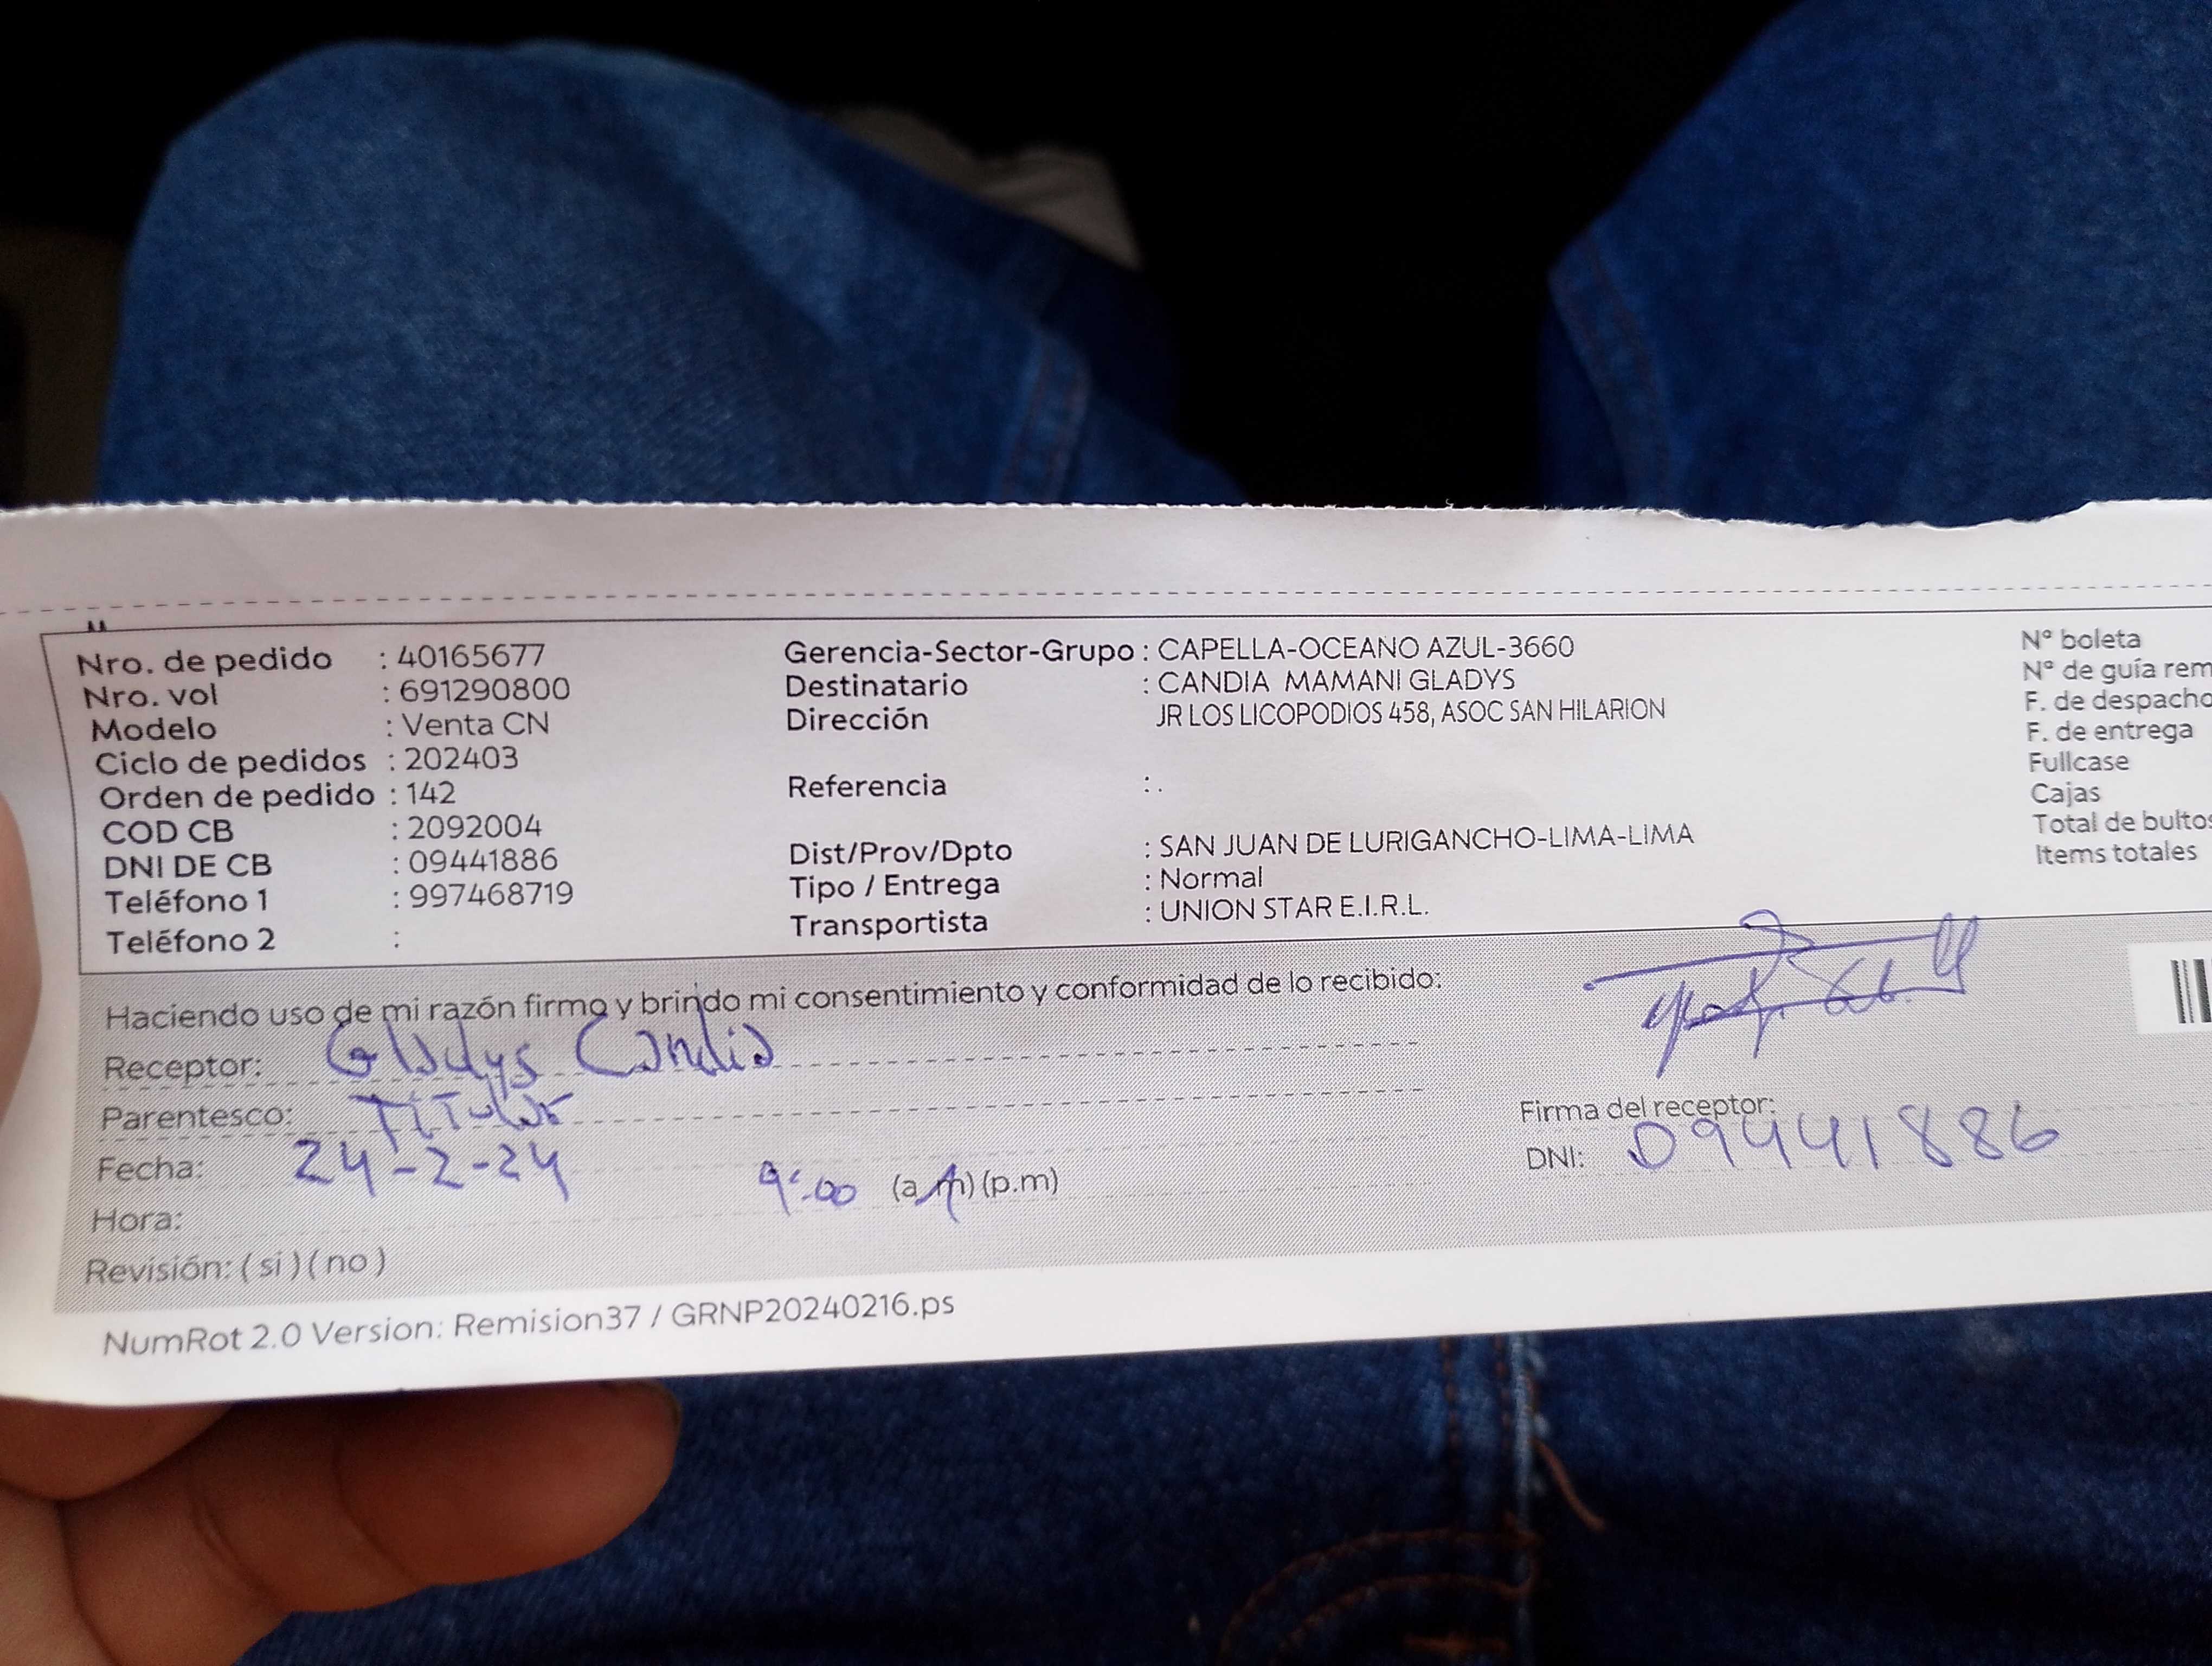 Nro. de pedido : 40165677
Nro. vol : 691290800
Modelo : Venta CN
Ciclo de pedidos : 202403
Orden de pedido : 142
COD CB : 2092004
DNI DE CB : 09441886
Teléfono 1 : 997468719
Teléfono 2 :
Gerencia-Sector-Grupo : CAPELLA-OCEANO AZUL-3660
Destinatario : CANDIA MAMANI GLADYS
Dirección JR LOS LICOPODIOS 458, ASOC SAN HILARION
Referencia : .
Dist/Prov/Dpto : SAN JUAN DE LURIGANCHO-LIMA-LIMA
Tipo / Entrega : Normal
Transportista : UNION STAR E.I.R.L.
N° boleta
N° de guía rem
F. de despacho
F. de entrega
Fullcase
Cajas
Total de bultos
Items totales
Haciendo uso de mi razón firmo y brindo mi consentimiento y conformidad de lo recibido:
Receptor: Gladys Candia
Parentesco: Titular
Fecha: 24-2-24
Hora: 9:00 (a.m) (p.m)
Revisión: ( si ) ( no )
Firma del receptor:
DNI: 09441886
NumRot 2.0 Version: Remision37 / GRNP20240216.ps